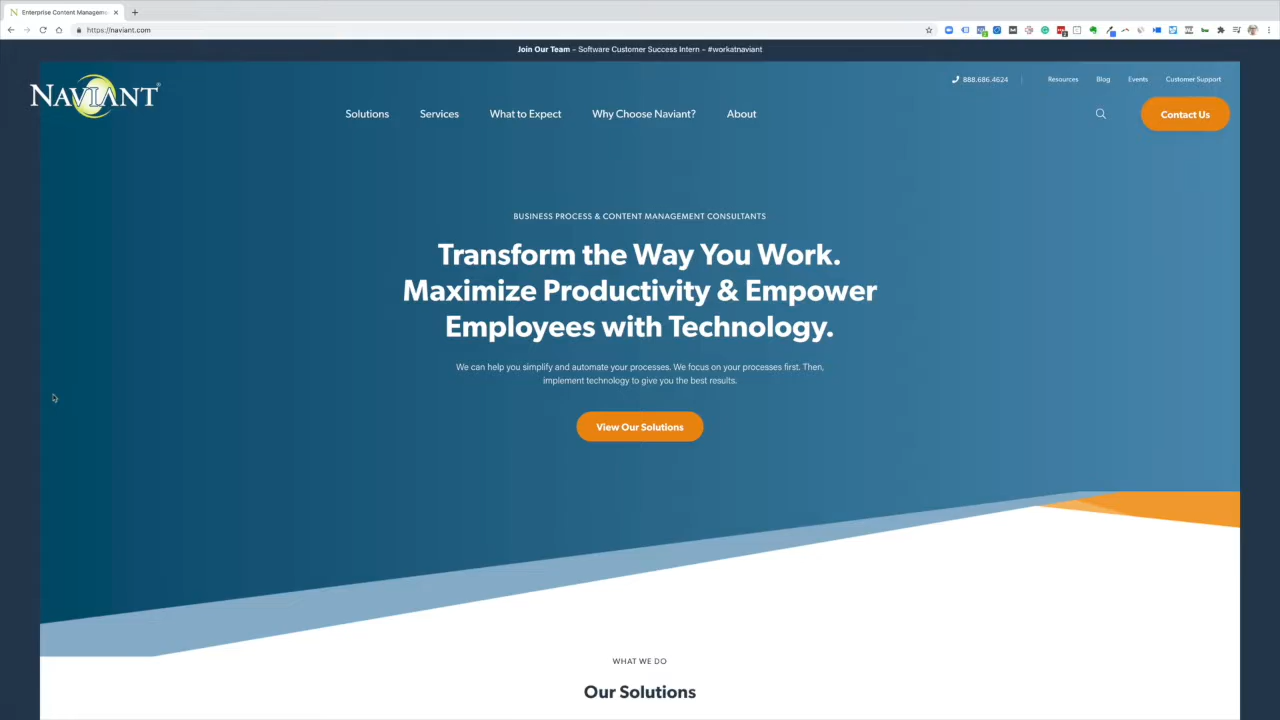 Enterprise Content Manageme
https://naviant.com
Join Our Team – Software Customer Success Intern – #workatnaviant
NAVIANT®
888.686.4624
Resources
Blog
Events
Customer Support
Solutions
Services
What to Expect
Why Choose Naviant?
About
Contact Us
BUSINESS PROCESS & CONTENT MANAGEMENT CONSULTANTS
Transform the Way You Work.
Maximize Productivity & Empower
Employees with Technology.
We can help you simplify and automate your processes. We focus on your processes first. Then,
implement technology to give you the best results.
View Our Solutions
WHAT WE DO
Our Solutions